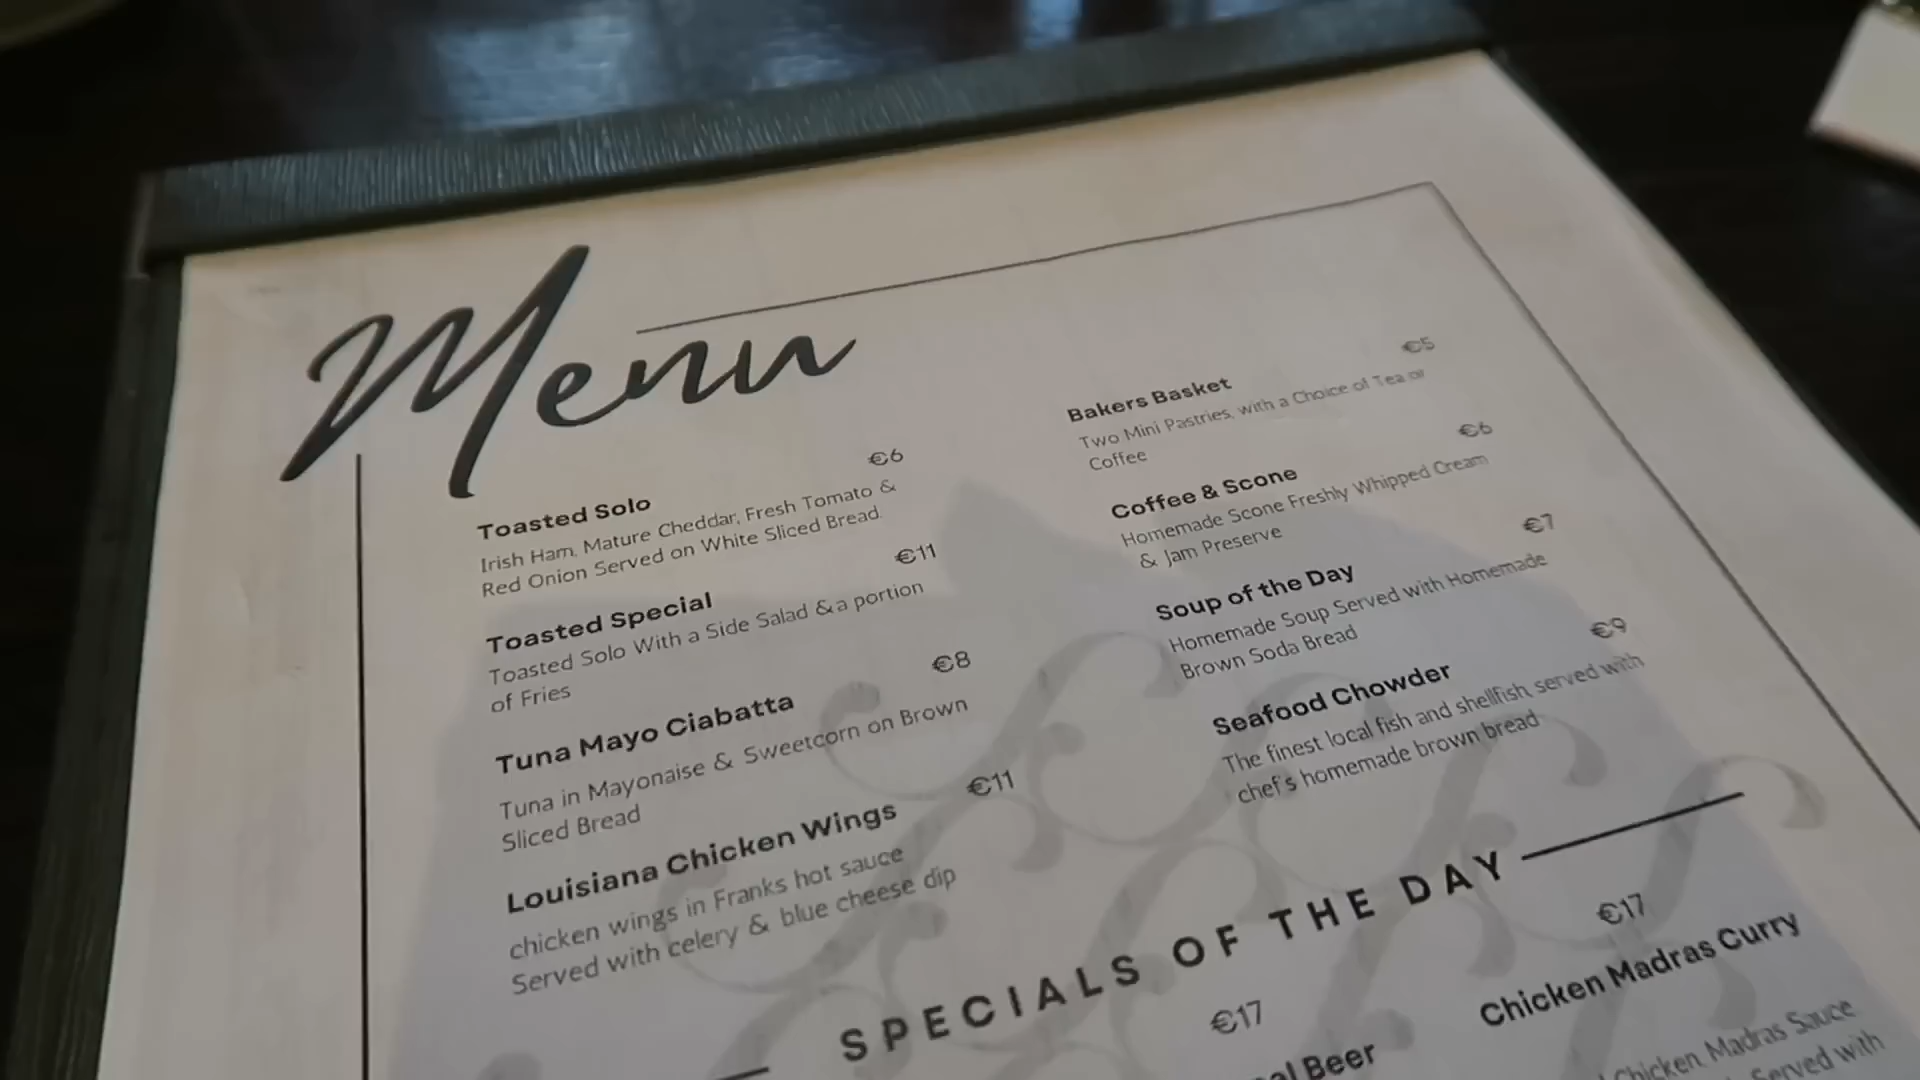 Menu
€6
Toasted Solo
Irish Ham, Mature Cheddar, Fresh Tomato &
Red Onion Served on White Sliced Bread.
€11
Toasted Special
Toasted Solo With a Side Salad & a portion
of Fries
€8
Tuna Mayo Ciabatta
Tuna in Mayonaise & Sweetcorn on Brown
Sliced Bread
€11
Louisiana Chicken Wings
chicken wings in Franks hot sauce
Served with celery & blue cheese dip
€5
Bakers Basket
Two Mini Pastries, with a Choice of Tea or
Coffee
€6
Coffee & Scone
Homemade Scone Freshly Whipped Cream
& Jam Preserve
€7
Soup of the Day
Homemade Soup Served with Homemade
Brown Soda Bread
€9
Seafood Chowder
The finest local fish and shellfish, served with
chef's homemade brown bread
SPECIALS OF THE DAY
€17
Beer
€17
Chicken Madras Curry
Chicken Madras Sauce
Served with